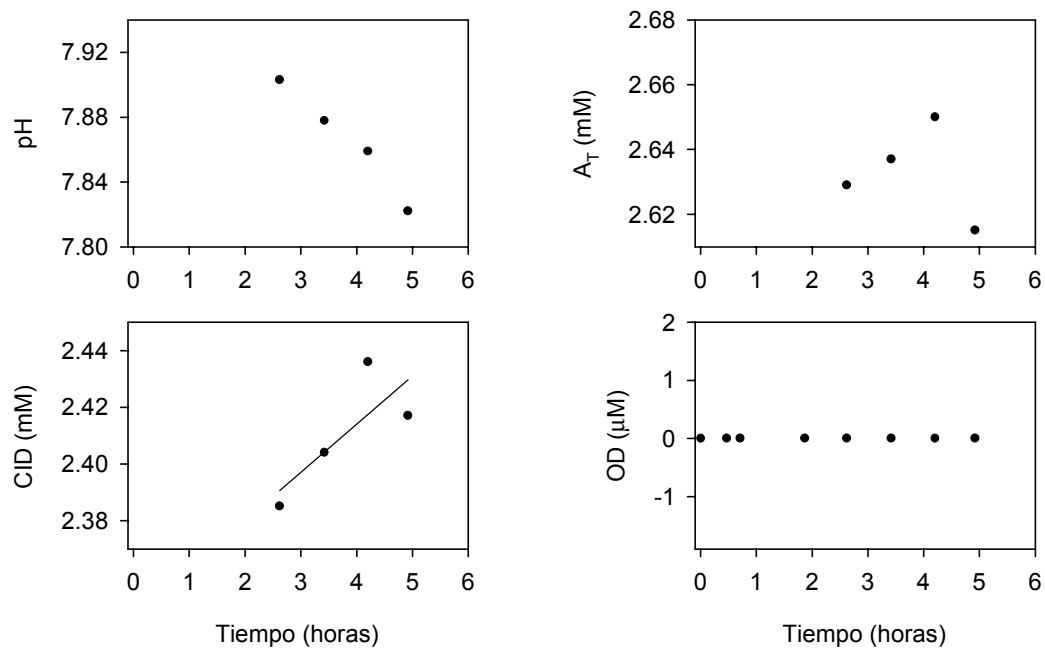 7.92
7.88
7.84
7.80
pH
0 1 2 3 4 5 6
2.68
2.66
2.64
2.62
A_T (mM)
0 1 2 3 4 5 6
2.44
2.42
2.40
2.38
CID (mM)
0 1 2 3 4 5 6
Tiempo (horas)
2
1
0
-1
OD (μM)
0 1 2 3 4 5 6
Tiempo (horas)